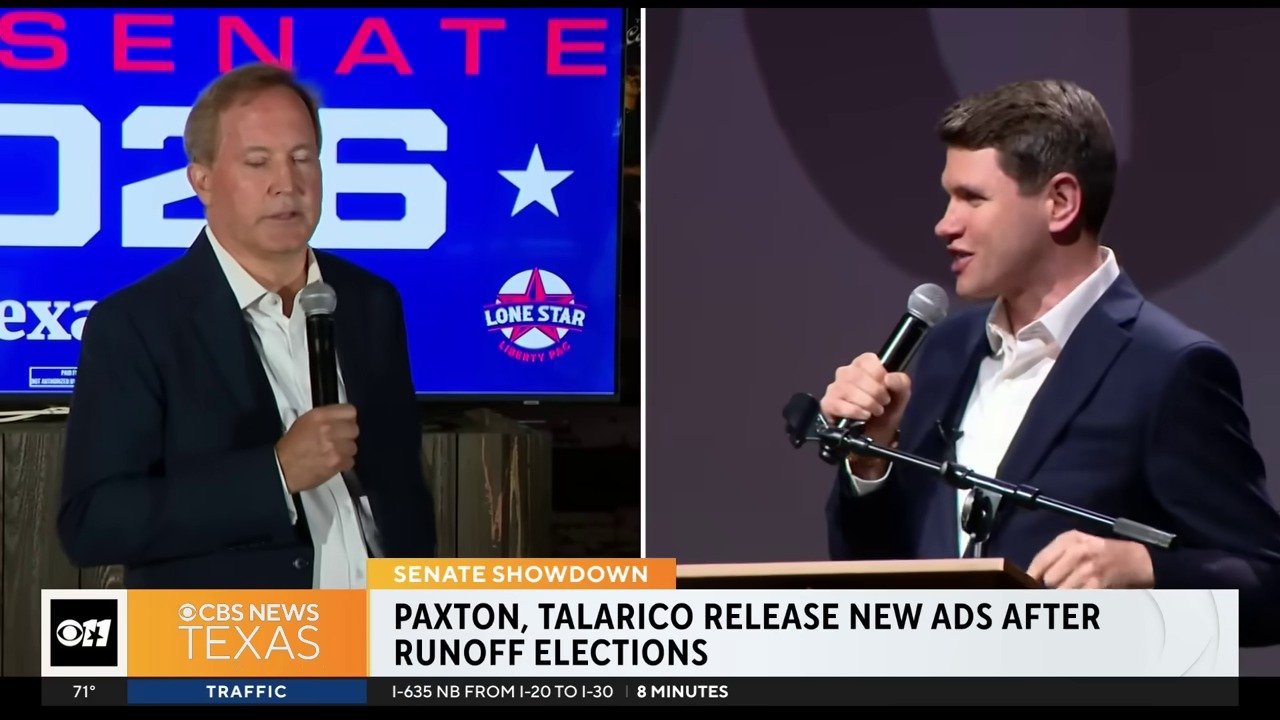 SENATE
026
exa
LONE STAR
LIBERTY PAC
SENATE SHOWDOWN
CBS NEWS
TEXAS
11
PAXTON, TALARICO RELEASE NEW ADS AFTER
RUNOFF ELECTIONS
71°
TRAFFIC
I-635 NB FROM I-20 TO I-30
8 MINUTES